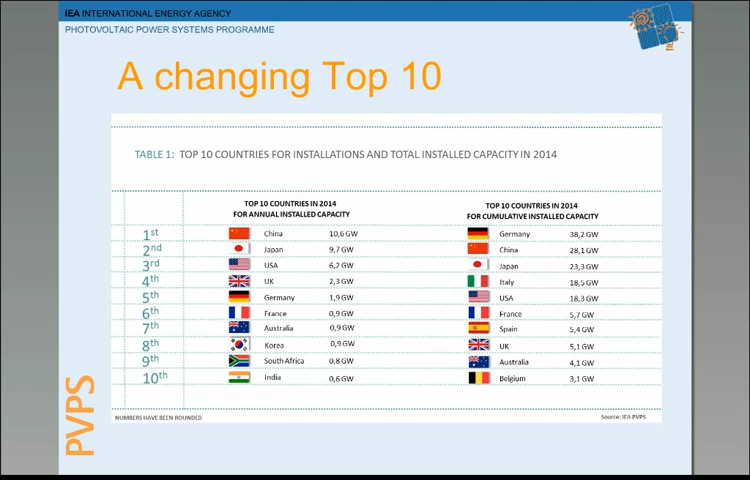 IEA INTERNATIONAL ENERGY AGENCY
PHOTOVOLTAIC POWER SYSTEMS PROGRAMME
A changing Top 10
TABLE 1: TOP 10 COUNTRIES FOR INSTALLATIONS AND TOTAL INSTALLED CAPACITY IN 2014
TOP 10 COUNTRIES IN 2014
FOR ANNUAL INSTALLED CAPACITY
TOP 10 COUNTRIES IN 2014
FOR CUMULATIVE INSTALLED CAPACITY
1st China 10,6 GW Germany 38,2 GW
2nd Japan 9,7 GW China 28,1 GW
3rd USA 6,2 GW Japan 23,3 GW
4th UK 2,3 GW Italy 18,5 GW
5th Germany 1,9 GW USA 18,3 GW
6th France 0,9 GW France 5,7 GW
7th Australia 0,9 GW Spain 5,4 GW
8th Korea 0,9 GW UK 5,1 GW
9th South Africa 0,8 GW Australia 4,1 GW
10th India 0,6 GW Belgium 3,1 GW
NUMBERS HAVE BEEN ROUNDED
Source: IEA PVPS
PVPS